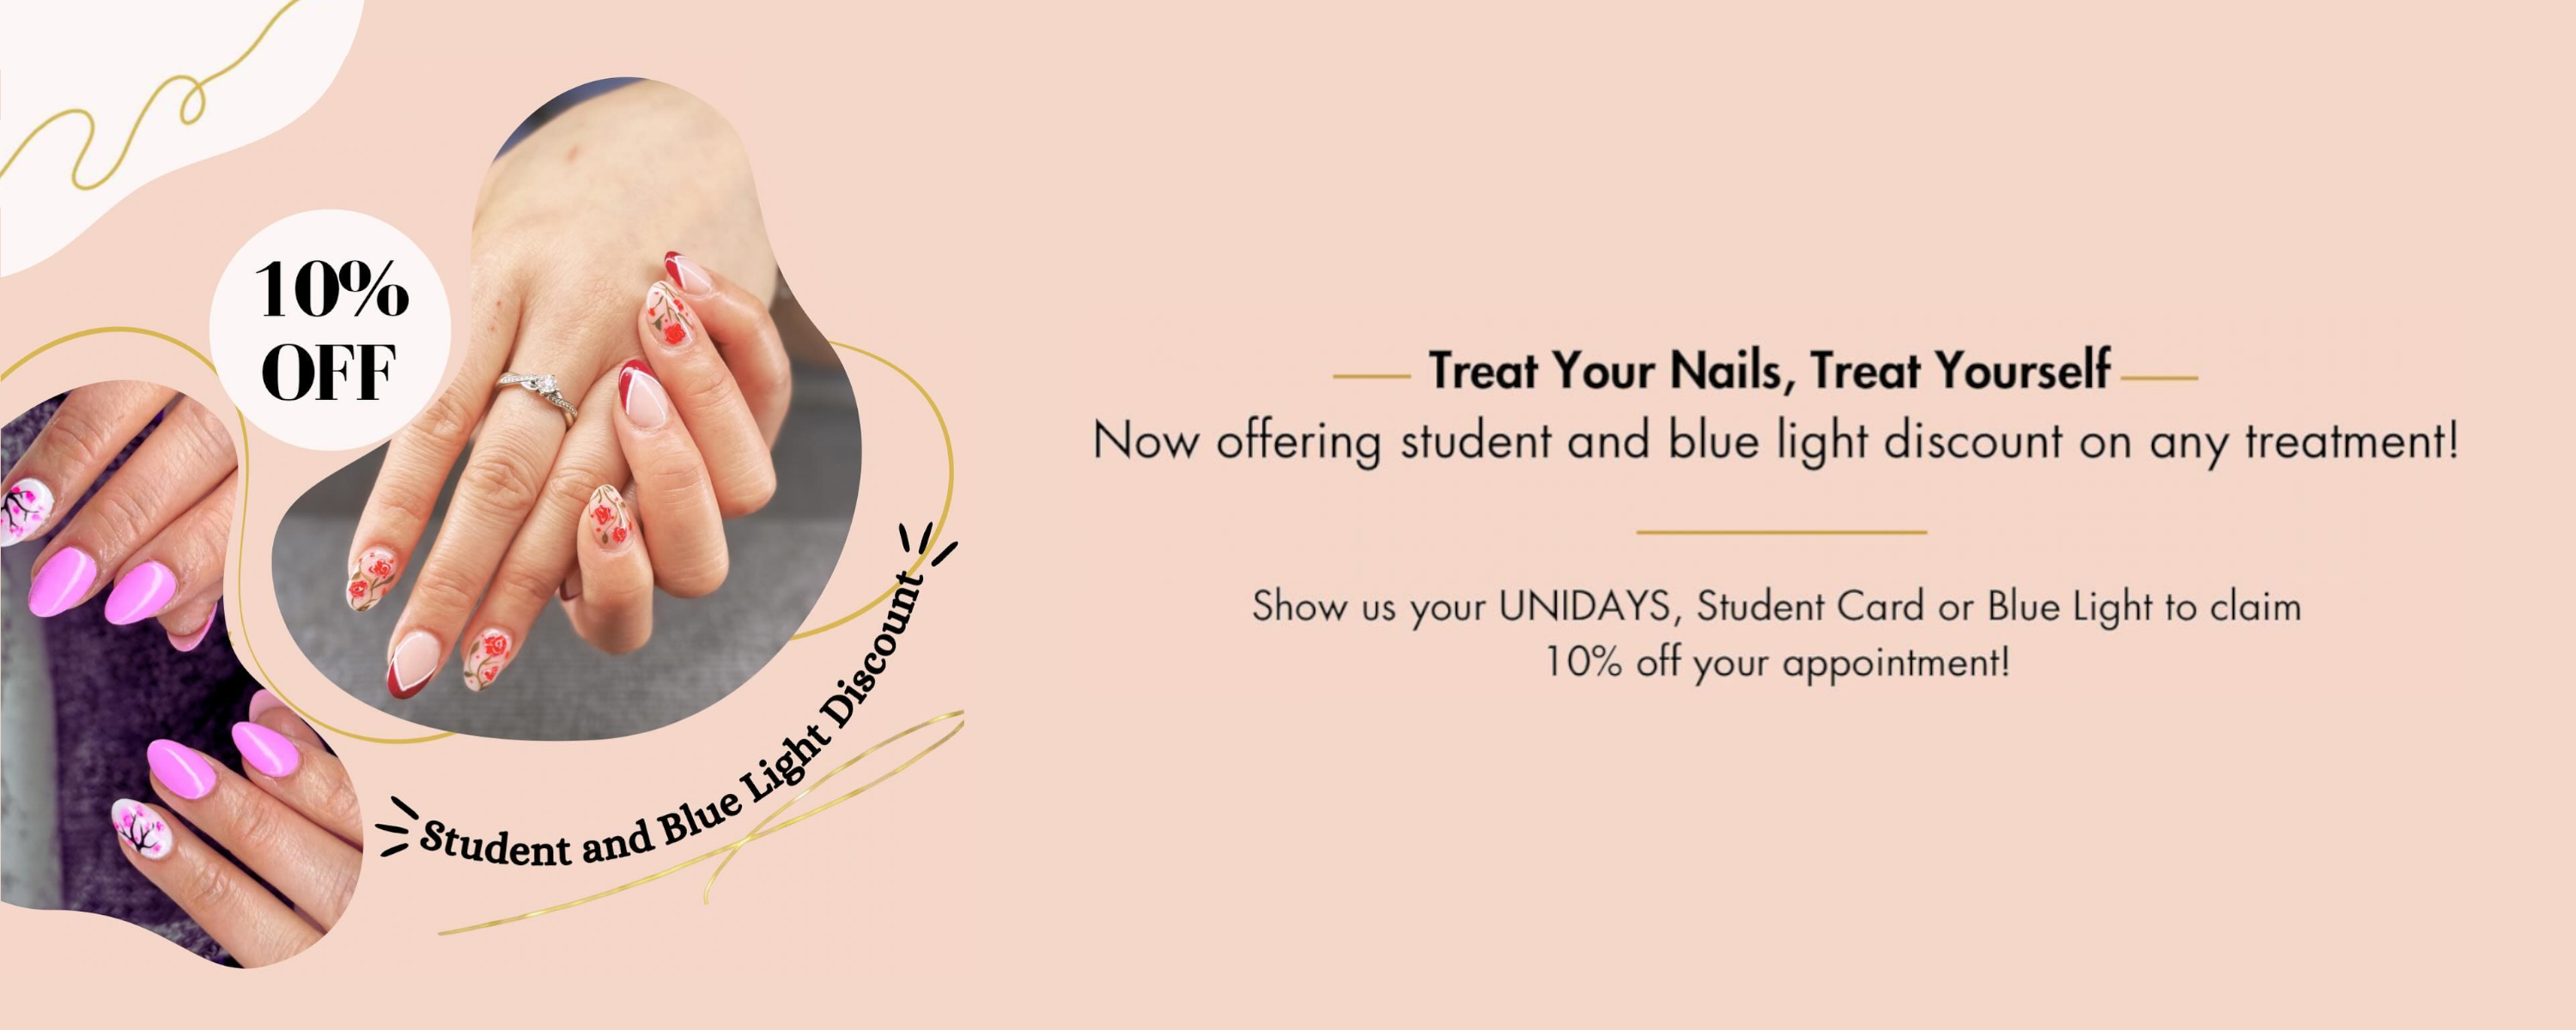 10%
OFF
Student and Blue Light Discount
Treat Your Nails, Treat Yourself
Now offering student and blue light discount on any treatment!
Show us your UNIDAYS, Student Card or Blue Light to claim
10% off your appointment!